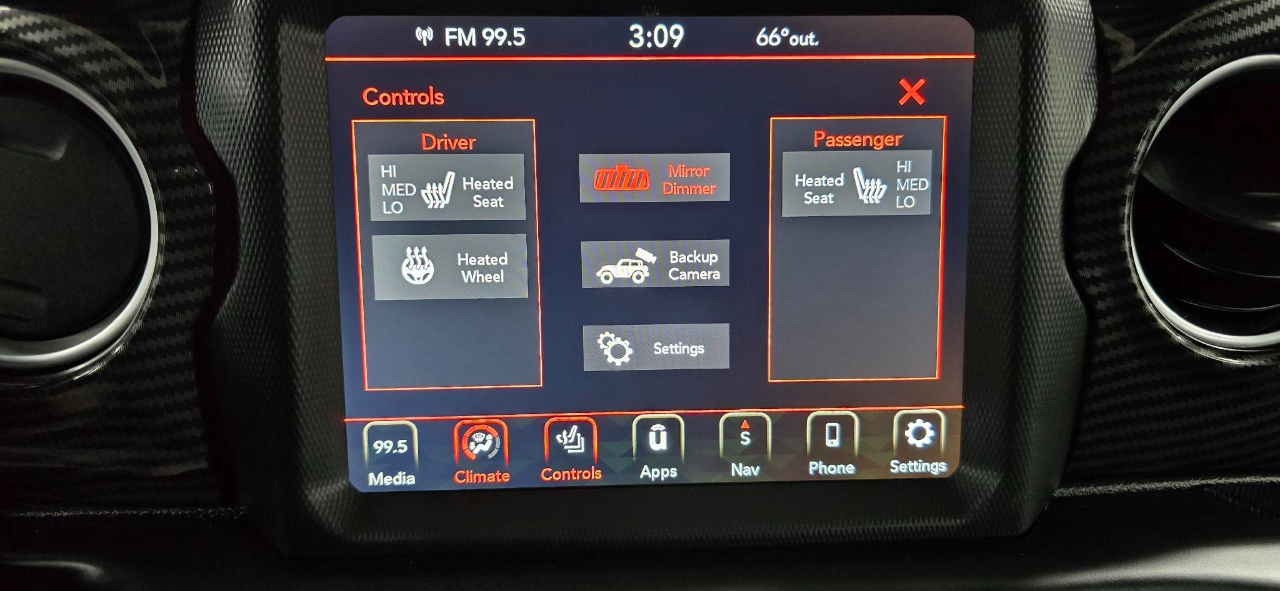 FM 99.5
3:09
66°out.
Controls
Driver
HI
MED
LO
Heated
Seat
Heated
Wheel
Mirror
Dimmer
Backup
Camera
Settings
Passenger
Heated
Seat
HI
MED
LO
99.5
Media
Climate
Controls
û
Apps
S
Nav
Phone
Settings